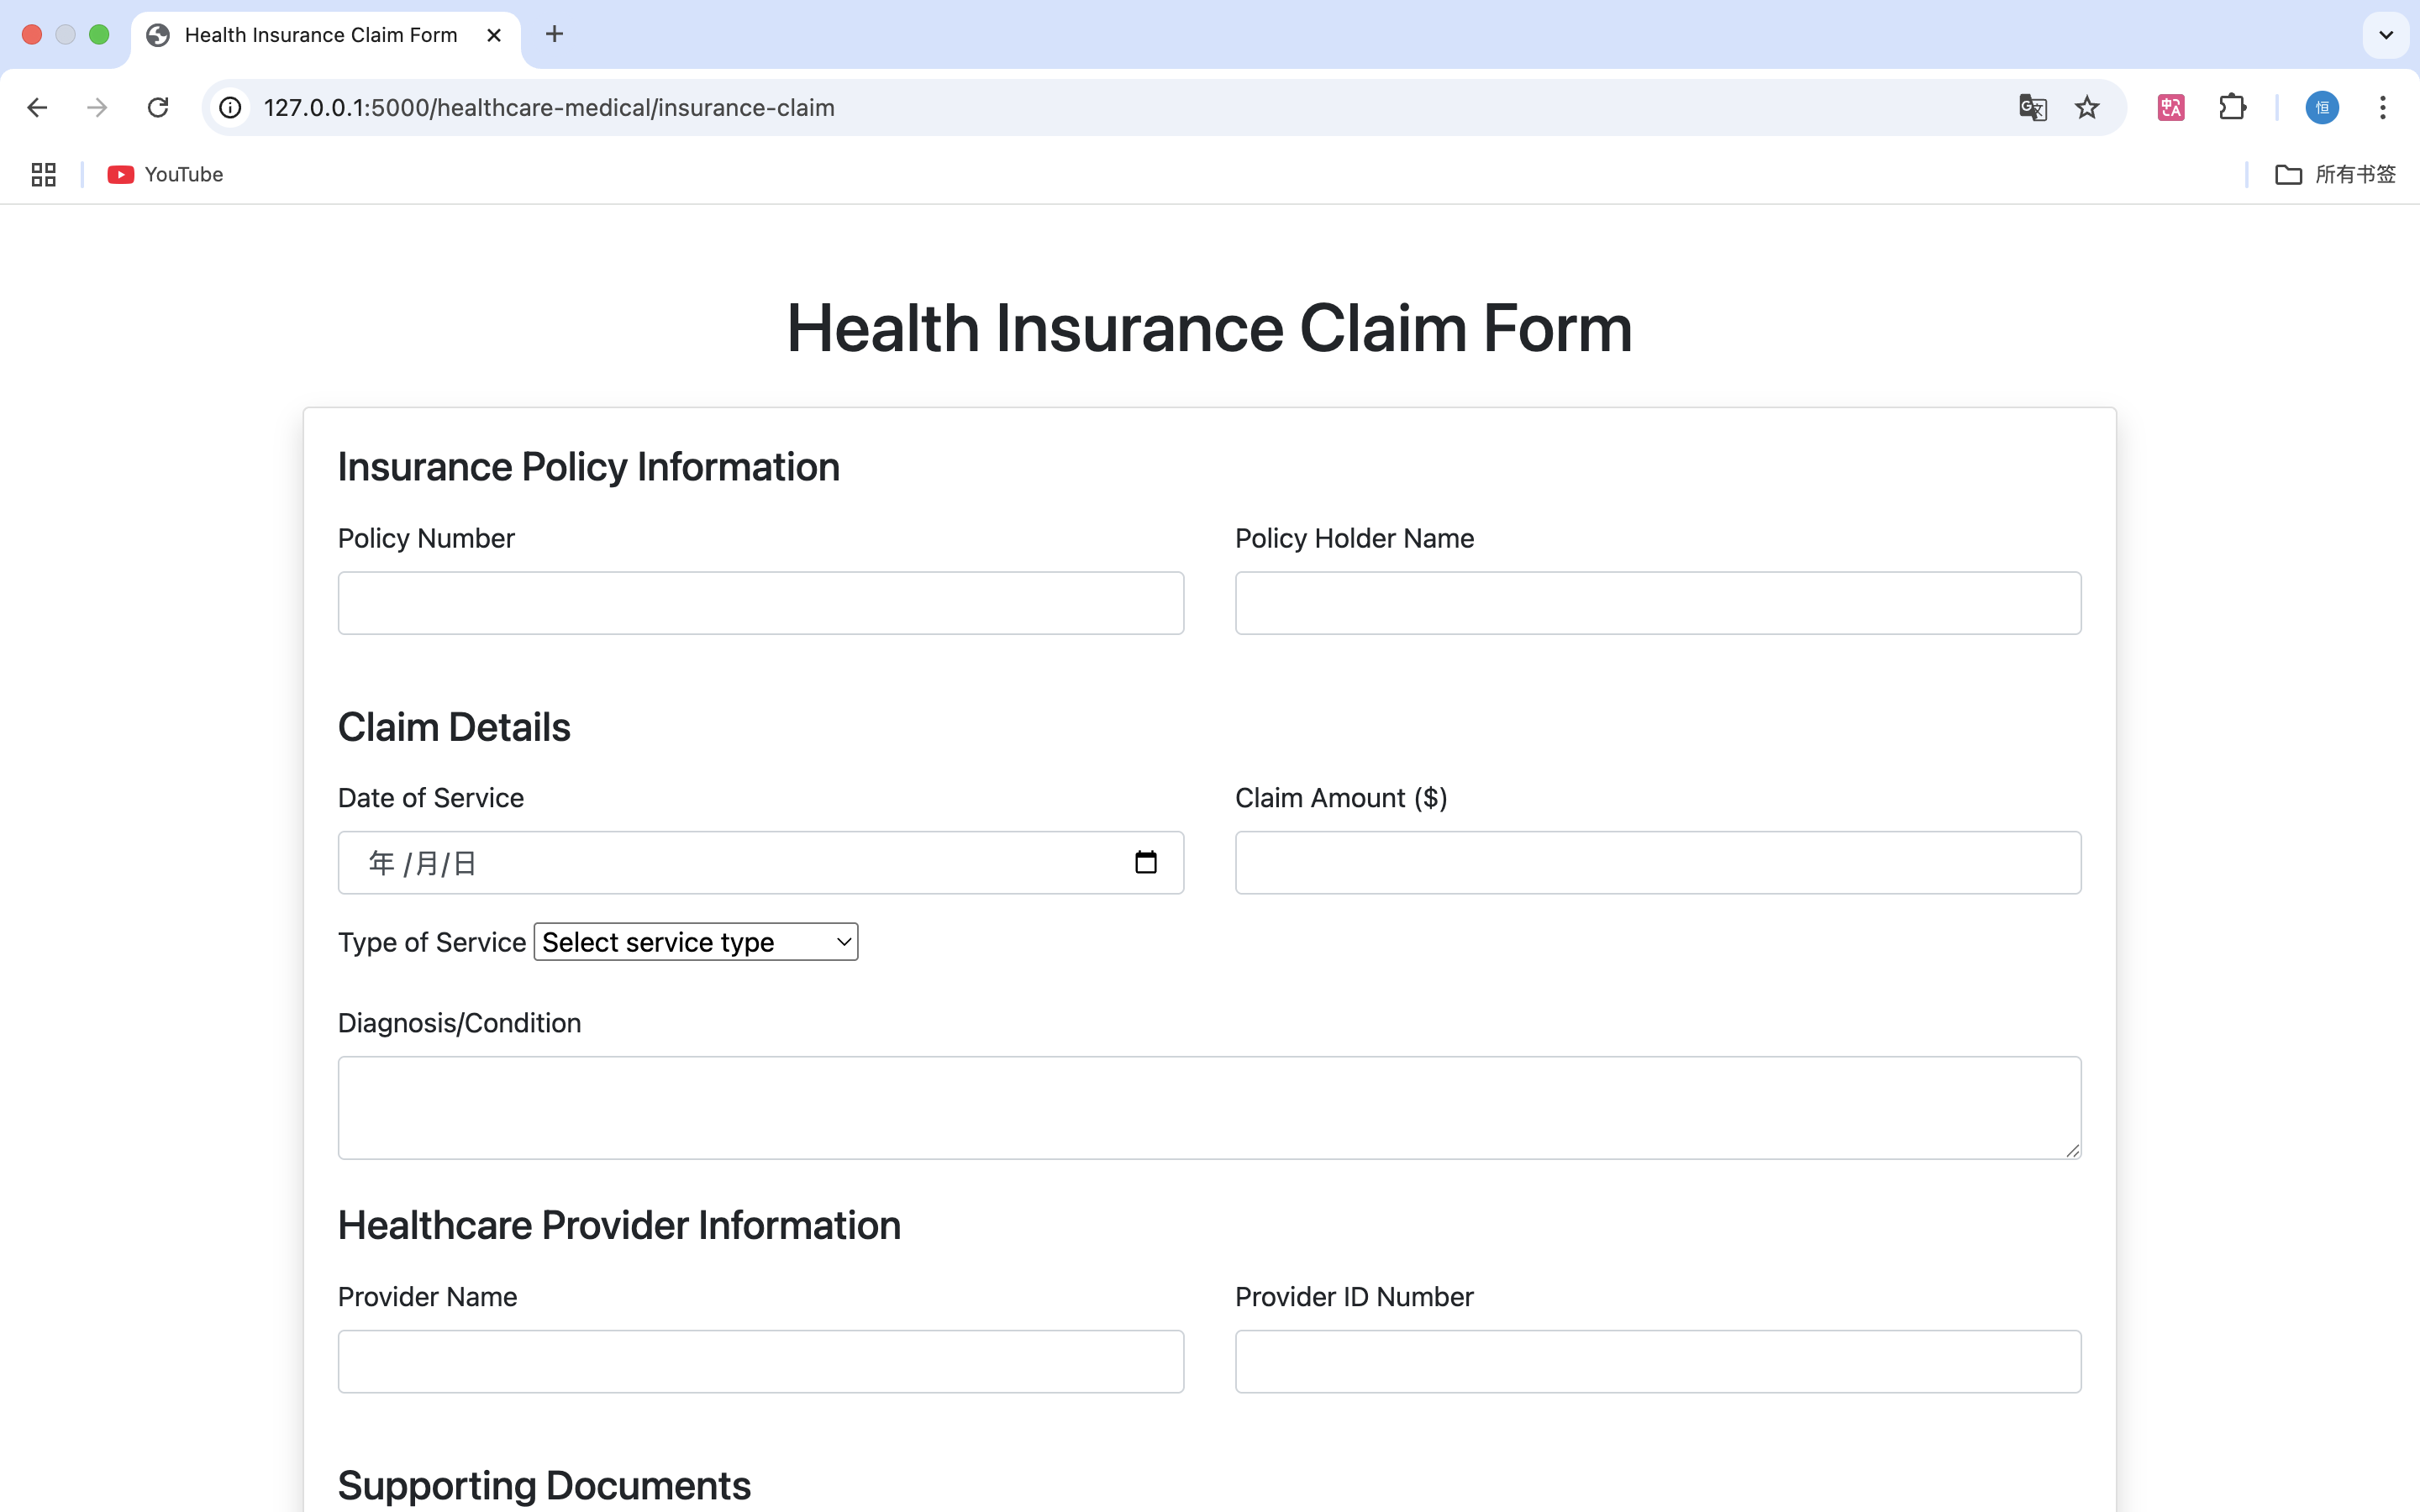 Health Insurance Claim Form
127.0.0.1:5000/healthcare-medical/insurance-claim
恒
YouTube
所有书签
Health Insurance Claim Form
Insurance Policy Information
Policy Number
Policy Holder Name
Claim Details
Date of Service
Claim Amount ($)
年 /月/日
Type of Service Select service type
Diagnosis/Condition
Healthcare Provider Information
Provider Name
Provider ID Number
Supporting Documents